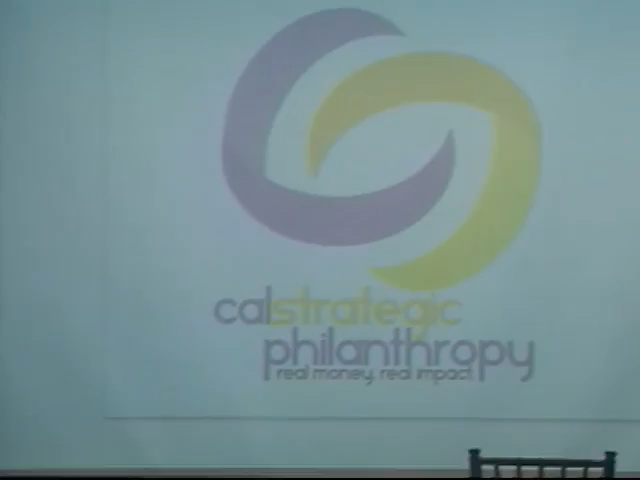 calstrategic
philanthropy
real money. real impact